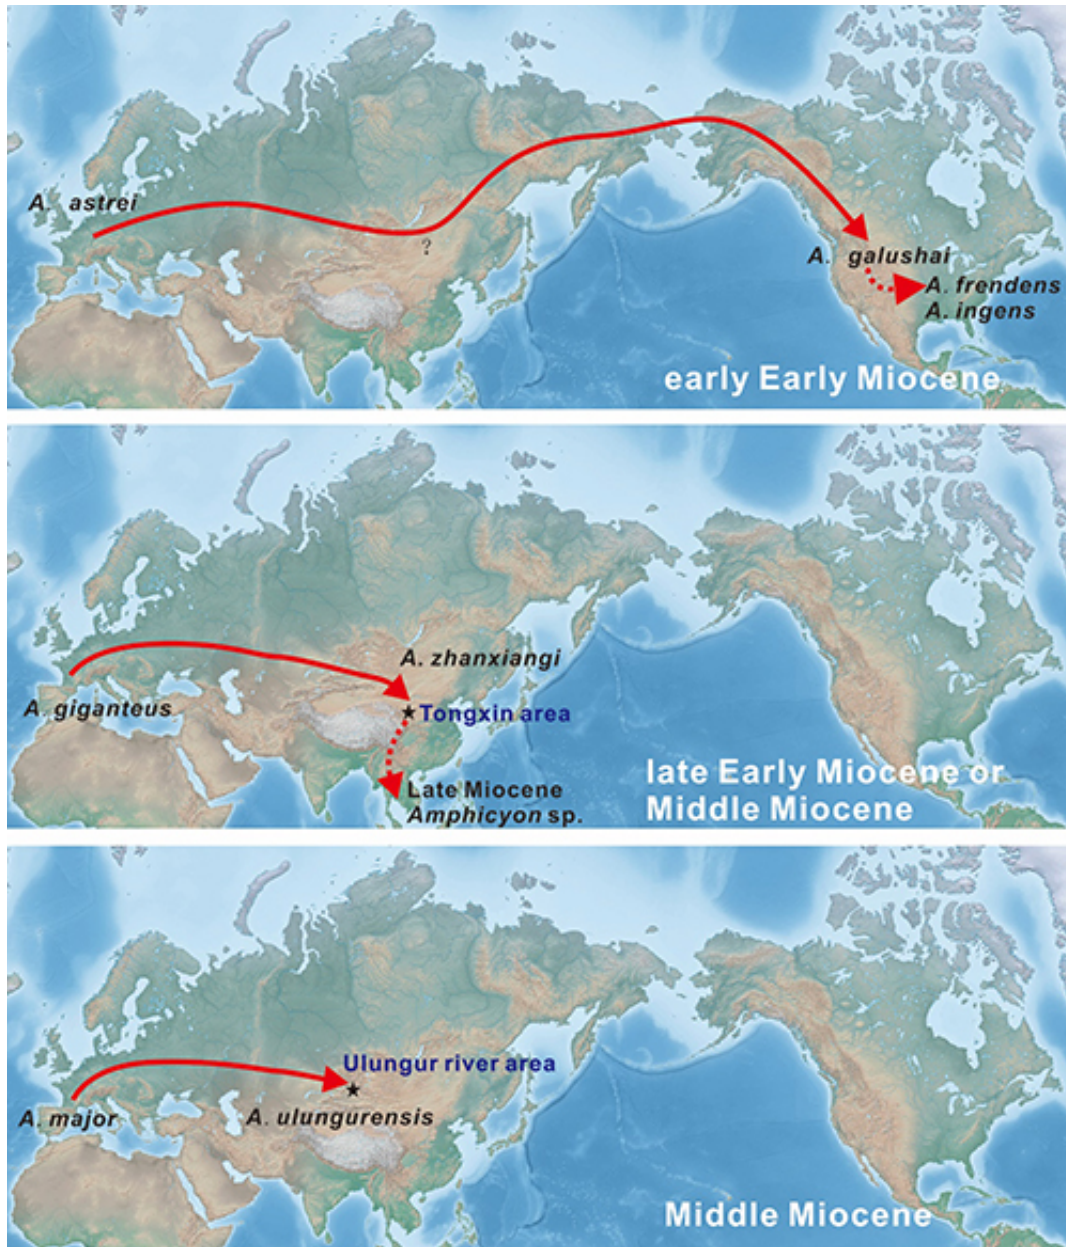 A. astrei
?
A. galushai
A. frendens
A. ingens
early Early Miocene
A. zhanxiangi
A. giganteus
Tongxin area
Late Miocene
Amphicyon sp.
late Early Miocene or
Middle Miocene
Ulungur river area
A. major
A. ulungurensis
Middle Miocene